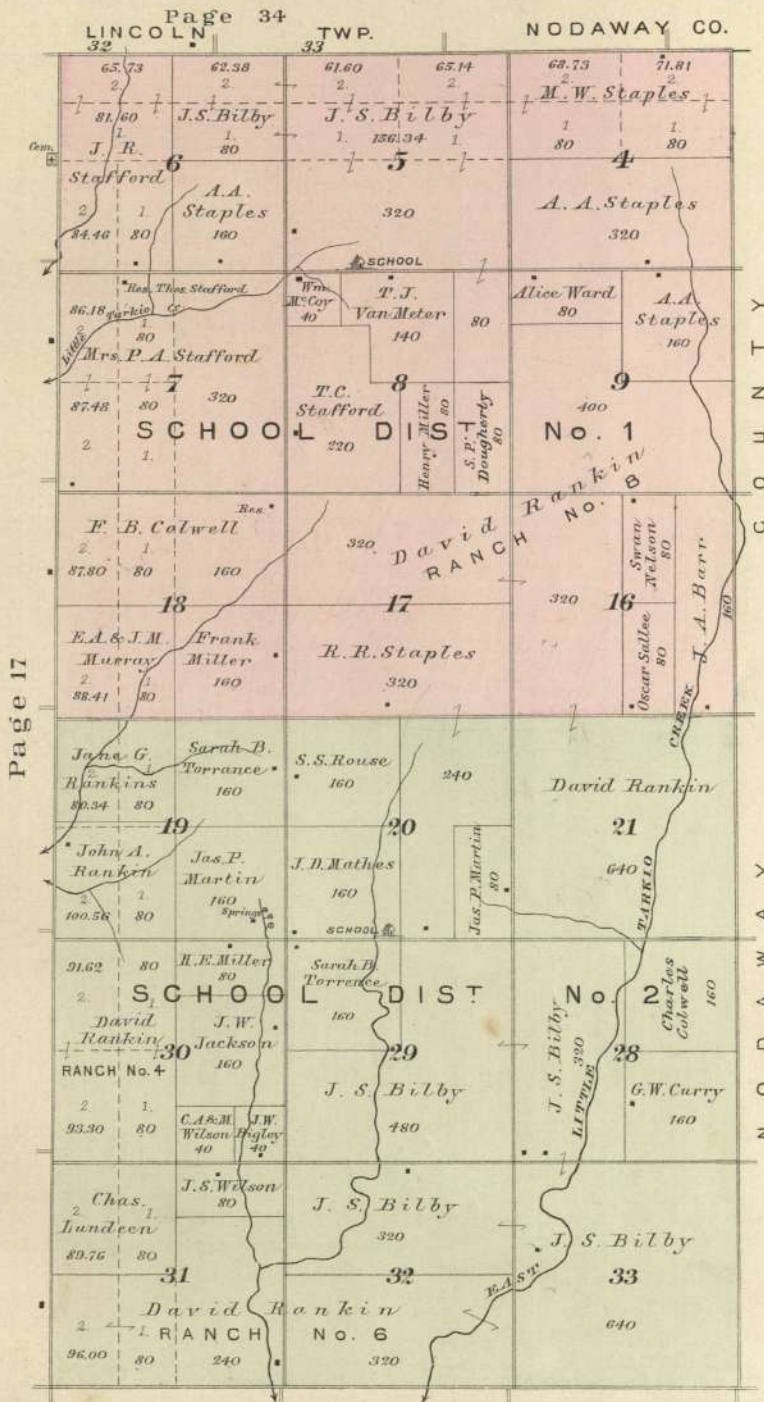 Page 34
LINCOLN TWP. NODAWAY CO.
32 33
65.73 62.38 61.60 65.14 68.73 71.81
2. 2. 2. 2. 2. 2.
M. W. Staples
81.60 J.S. Bilby J. S. Bilby
1. 1. 1. 156.34 1. 1 1
J. R. 80 80 80
Cem.
Stafford 6 5 4
A.A.
Staples
A. A. Staples
2 1. 320
84.46 80 160 320
SCHOOL
Res. Thos. Stafford
86.18
Little Tarkio Cr.
2 1.
80
Mrs. P. A. Stafford
7
87.48 80 320
2 1.
Wm.
McCoy
40
T. J.
Van Meter
140
80
8
T.C.
Stafford
220
Henry Miller
80
S. P. Dougherty
80
Alice Ward
80
A.A.
Staples
160
9
400
SCHOOL DIST No. 1
COUNTY
Res.
F. B. Colwell
2. 1.
87.80 80 160
18
E.A. & J.M.
Murray
2. 1.
88.41 80
Frank
Miller
160
320
David Rankin
RANCH No. 8
17
R. R. Staples
320
320
16
Swan
Nelson
80
Oscar Sallee
80
J. A. Barr
160
CREEK
Page 17
Jane G.
Rankins
2 1
80.34 80
Sarah B.
Torrance
160
19
John A.
Rankin
2 1.
100.56 80
Jas. P.
Martin
160
Springs
S. S. Rouse
160
240
20
J. D. Mathes
160
Jas. P. Martin
80
SCHOOL
David Rankin
21
640
TARKIO
NODAWAY
91.62 80
2. 1.
SCHOOL DIST No. 2
David
Rankin
30
RANCH No. 4
2 1.
93.30 80
H. E. Miller
80
J. W.
Jackson
160
C.A. & M.
Wilson
40
J.W.
Bigley
40
Sarah B.
Torrence
160
29
J. S. Bilby
480
J. S. Bilby
320
LITTLE
28
Charles
Colwell
160
G. W. Curry
160
Chas.
Lundeen
2 1.
89.76 80
J. S. Wilson
80
31
J. S. Bilby
320
32
EAST
J. S. Bilby
33
640
David Rankin
RANCH No. 6
2 1.
96.00 80 240 320